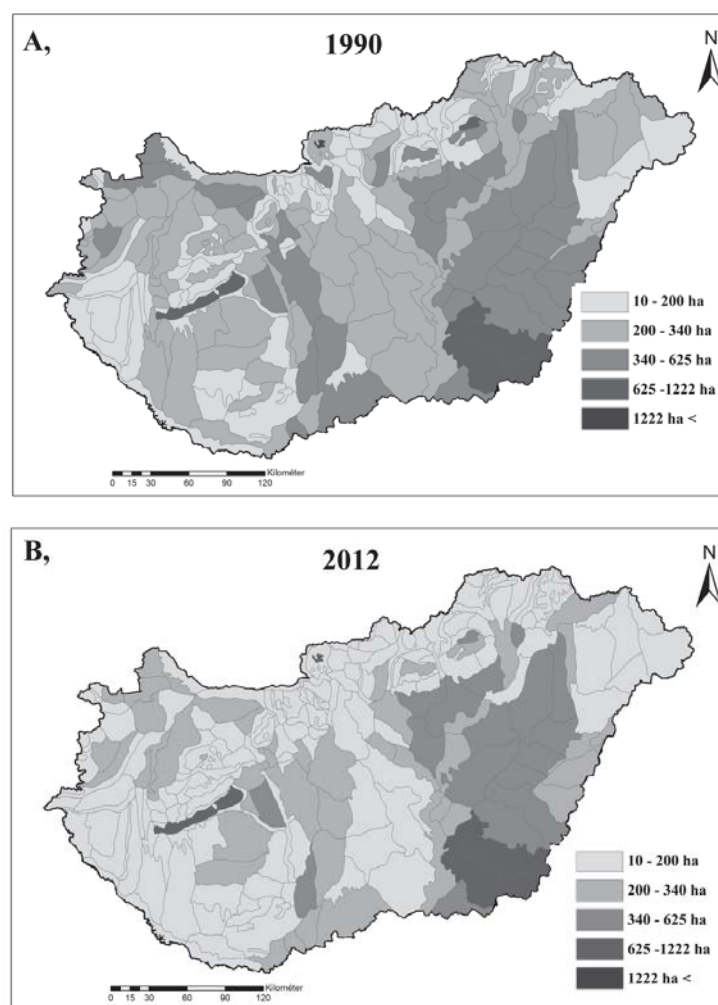 A,
1990
N
10 - 200 ha
200 - 340 ha
340 - 625 ha
625 -1222 ha
1222 ha <
Kilométer
0 15 30 60 90 120
B,
2012
N
10 - 200 ha
200 - 340 ha
340 - 625 ha
625 -1222 ha
1222 ha <
Kilométer
0 15 30 60 90 120